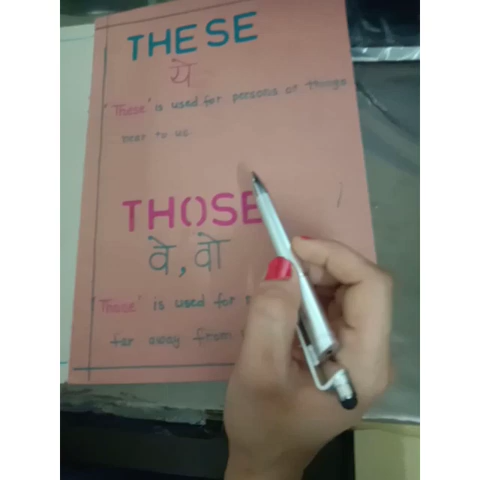 THESE
ये
'These' is used for persons or things
near to us
THOSE
वे, वो
'Those' is used for
far away from